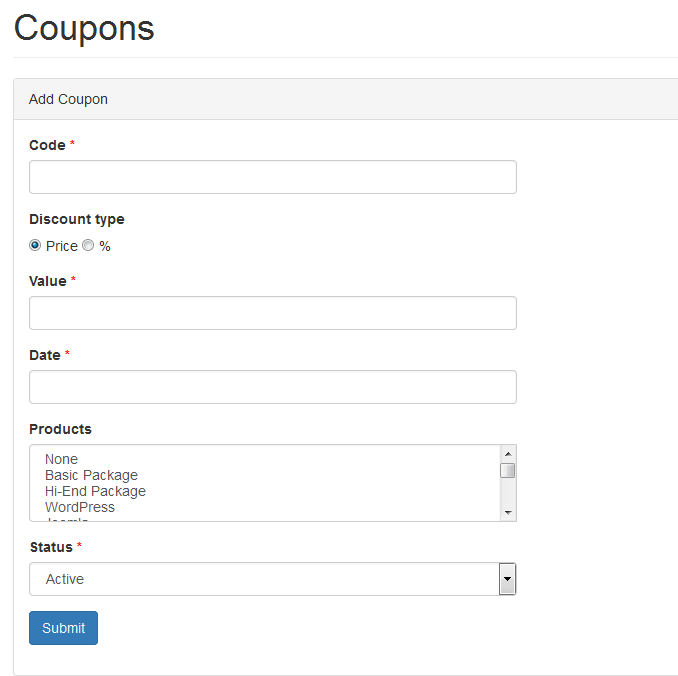 Coupons
Add Coupon
Code *
Discount type
Price %
Value *
Date *
Products
None
Basic Package
Hi-End Package
WordPress
Status *
Active
Submit